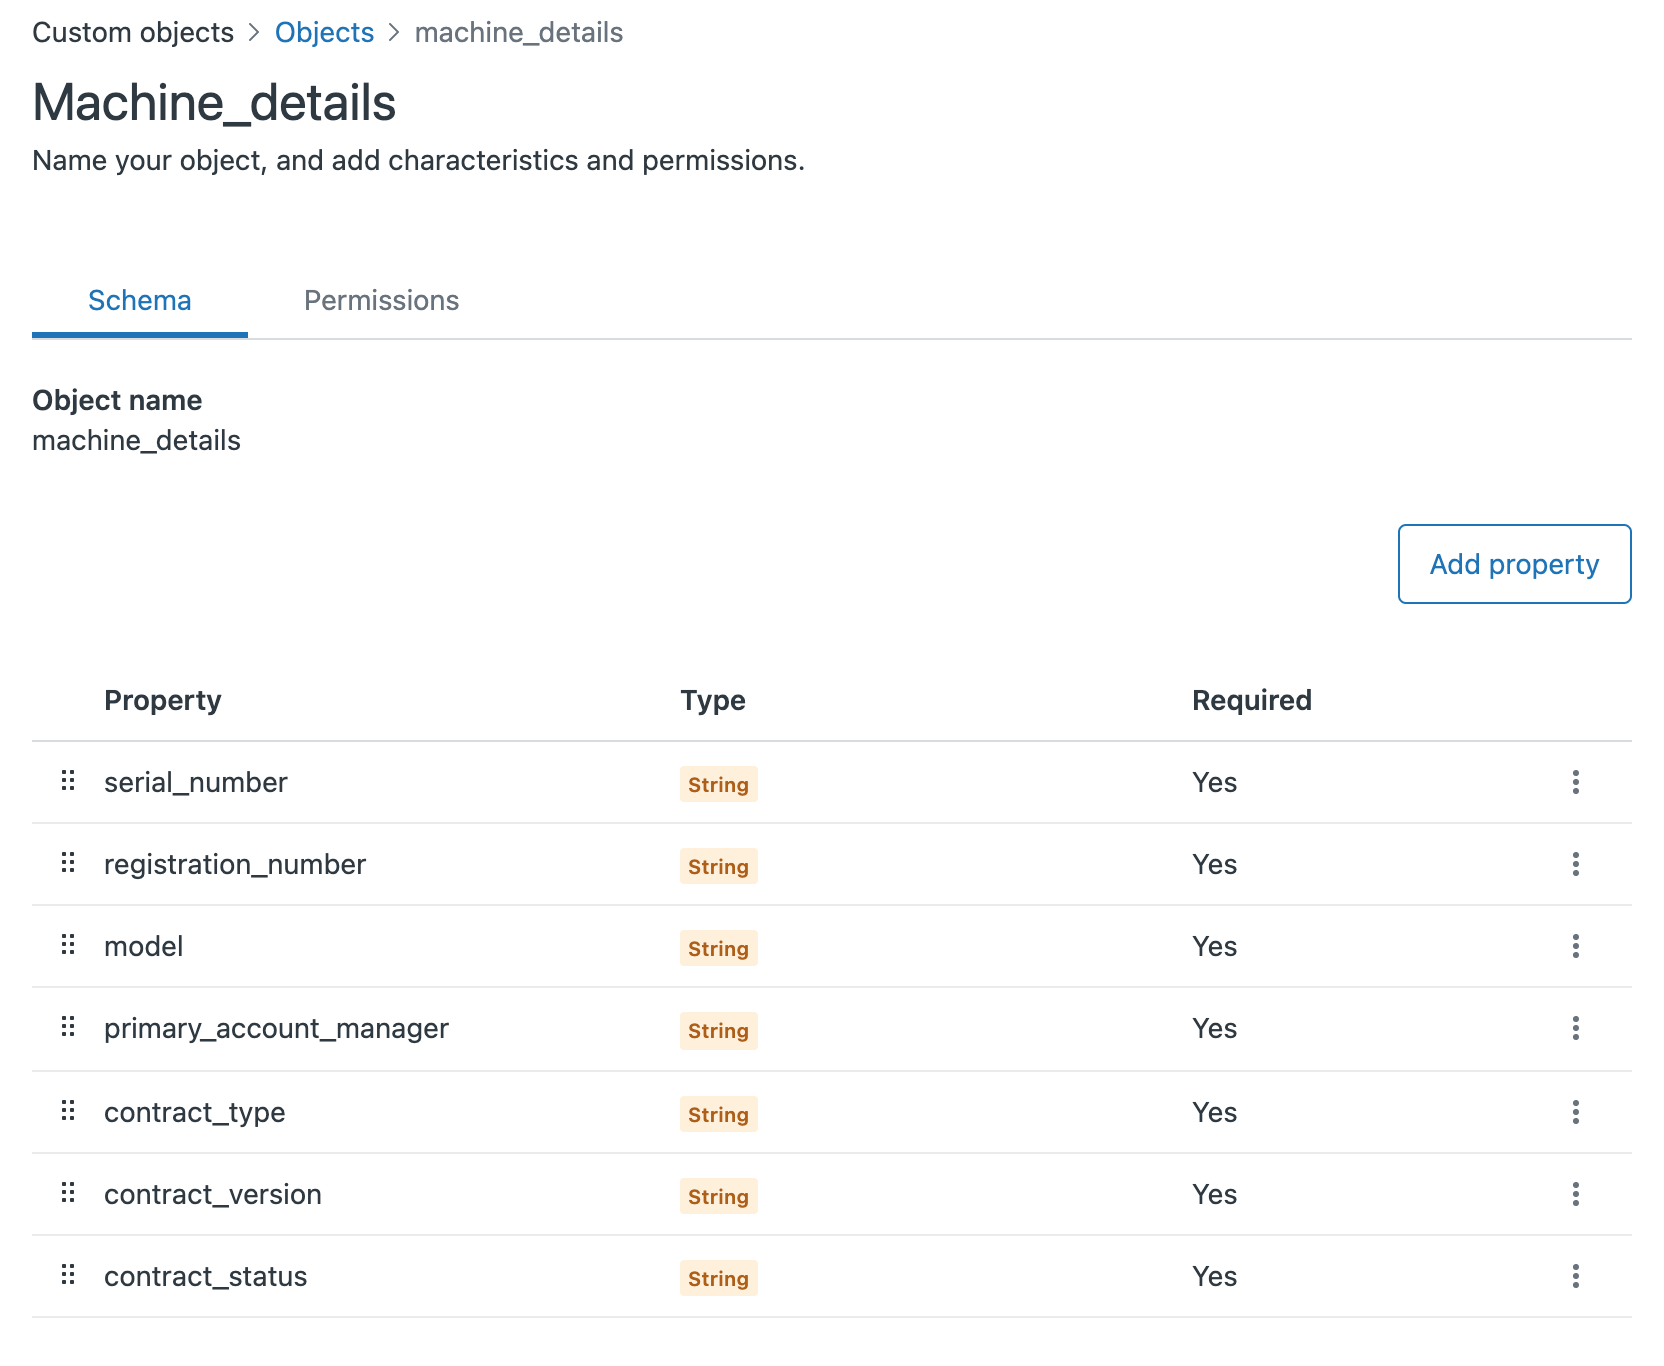 Custom objects > Objects > machine_details
Machine_details
Name your object, and add characteristics and permissions.
Schema Permissions
Object name
machine_details
Add property
Property Type Required
serial_number String Yes
registration_number String Yes
model String Yes
primary_account_manager String Yes
contract_type String Yes
contract_version String Yes
contract_status String Yes